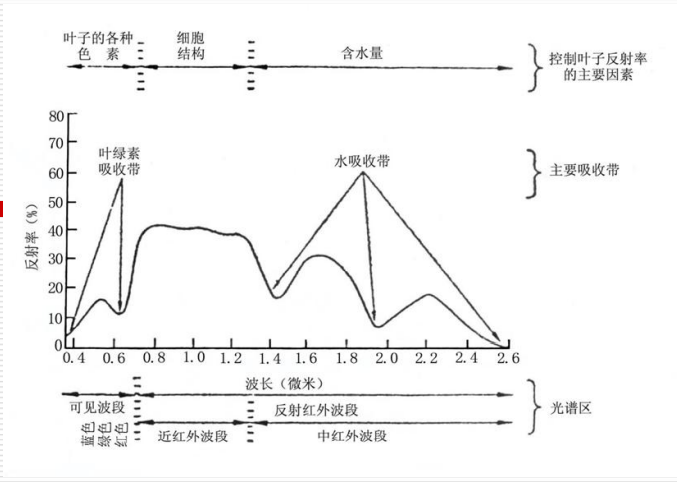 叶子的各种
色 素
细胞
结构
含水量
控制叶子反射率
的主要因素
80
70
60
50
40
30
20
10
0
反射率(%)
叶绿素
吸收带
水吸收带
主要吸收带
0.4 0.6 0.8 1.0 1.2 1.4 1.6 1.8 2.0 2.2 2.4 2.6
波长(微米)
可见波段
反射红外波段
光谱区
蓝色
绿色
红色
近红外波段
中红外波段